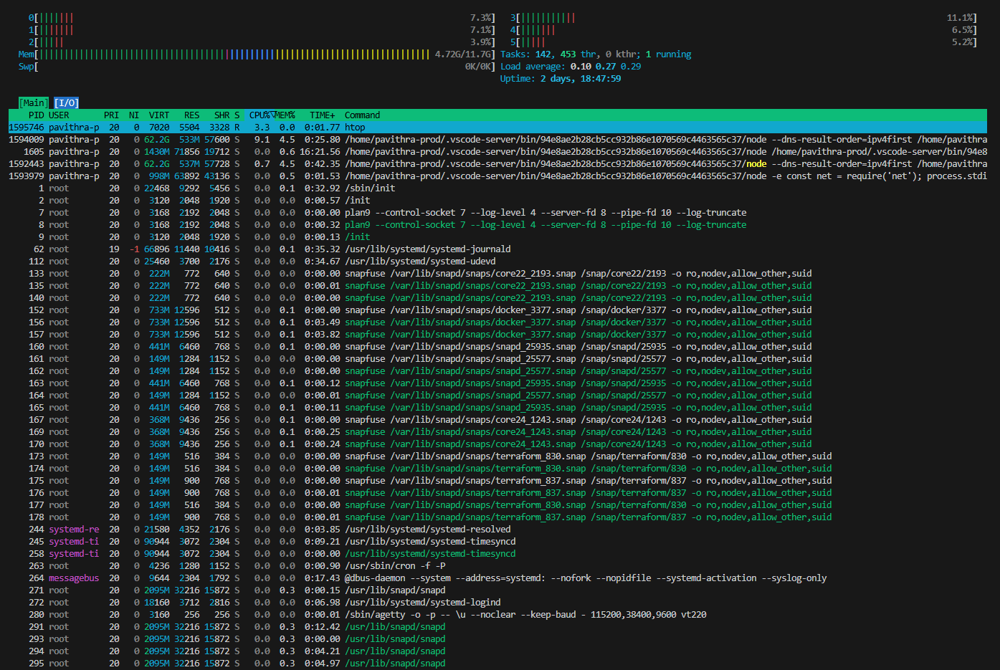 0[||||||| 7.3%] 3[||||||||||| 11.1%]
1[||||||| 7.1%] 4[||||||| 6.5%]
2[||||| 3.9%] 5[||||| 5.2%]
Mem[||||||||||||||||||||||||||||||||||||||||||||||||||||||||||||||||||||||||||||||| 4.72G/11.7G] Tasks: 142, 453 thr, 0 kthr; 1 running
Swp[ 0K/0K] Load average: 0.10 0.27 0.29
Uptime: 2 days, 18:47:59
[Main] [I/O]
PID USER PRI NI VIRT RES SHR S CPU%▽MEM% TIME+ Command
1595746 pavithra-p 20 0 7020 5504 3328 R 3.3 0.0 0:01.77 htop
1594009 pavithra-p 20 0 62.2G 533M 57600 S 9.1 4.5 0:25.80 /home/pavithra-prod/.vscode-server/bin/94e8ae2b28cb5cc932b86e1070569c4463565c37/node --dns-result-order=ipv4first /home/pavithra
1605 pavithra-p 20 0 1430M 71856 19712 S 0.0 0.6 16:21.56 /home/pavithra-prod/.vscode-server/bin/94e8ae2b28cb5cc932b86e1070569c4463565c37/node /home/pavithra-prod/.vscode-server/bin/94e8
1592443 pavithra-p 20 0 62.2G 537M 57728 S 0.7 4.5 0:42.35 /home/pavithra-prod/.vscode-server/bin/94e8ae2b28cb5cc932b86e1070569c4463565c37/node --dns-result-order=ipv4first /home/pavithra
1593979 pavithra-p 20 0 998M 63892 43136 S 0.0 0.5 0:01.53 /home/pavithra-prod/.vscode-server/bin/94e8ae2b28cb5cc932b86e1070569c4463565c37/node -e const net = require('net'); process.stdi
1 root 20 0 22468 9292 5456 S 0.0 0.1 0:32.92 /sbin/init
2 root 20 0 3120 2048 1920 S 0.0 0.0 0:00.57 /init
7 root 20 0 3168 2192 2048 S 0.0 0.0 0:00.00 plan9 --control-socket 7 --log-level 4 --server-fd 8 --pipe-fd 10 --log-truncate
8 root 20 0 3168 2192 2048 S 0.0 0.0 0:00.32 plan9 --control-socket 7 --log-level 4 --server-fd 8 --pipe-fd 10 --log-truncate
9 root 20 0 3120 2048 1920 S 0.0 0.0 0:00.13 /init
62 root 19 -1 66896 11440 10416 S 0.0 0.1 0:35.32 /usr/lib/systemd/systemd-journald
112 root 20 0 25460 3700 2176 S 0.0 0.0 0:34.67 /usr/lib/systemd/systemd-udevd
133 root 20 0 222M 772 640 S 0.0 0.0 0:00.00 snapfuse /var/lib/snapd/snaps/core22_2193.snap /snap/core22/2193 -o ro,nodev,allow_other,suid
135 root 20 0 222M 772 640 S 0.0 0.0 0:00.01 snapfuse /var/lib/snapd/snaps/core22_2193.snap /snap/core22/2193 -o ro,nodev,allow_other,suid
140 root 20 0 222M 772 640 S 0.0 0.0 0:00.01 snapfuse /var/lib/snapd/snaps/core22_2193.snap /snap/core22/2193 -o ro,nodev,allow_other,suid
152 root 20 0 733M 12596 512 S 0.0 0.1 0:00.00 snapfuse /var/lib/snapd/snaps/docker_3377.snap /snap/docker/3377 -o ro,nodev,allow_other,suid
156 root 20 0 733M 12596 512 S 0.0 0.1 0:03.49 snapfuse /var/lib/snapd/snaps/docker_3377.snap /snap/docker/3377 -o ro,nodev,allow_other,suid
157 root 20 0 733M 12596 512 S 0.0 0.1 0:03.82 snapfuse /var/lib/snapd/snaps/docker_3377.snap /snap/docker/3377 -o ro,nodev,allow_other,suid
160 root 20 0 441M 6460 768 S 0.0 0.1 0:00.00 snapfuse /var/lib/snapd/snaps/snapd_25935.snap /snap/snapd/25935 -o ro,nodev,allow_other,suid
161 root 20 0 149M 1284 1152 S 0.0 0.0 0:00.00 snapfuse /var/lib/snapd/snaps/snapd_25577.snap /snap/snapd/25577 -o ro,nodev,allow_other,suid
162 root 20 0 149M 1284 1152 S 0.0 0.0 0:00.00 snapfuse /var/lib/snapd/snaps/snapd_25577.snap /snap/snapd/25577 -o ro,nodev,allow_other,suid
163 root 20 0 441M 6460 768 S 0.0 0.1 0:00.12 snapfuse /var/lib/snapd/snaps/snapd_25935.snap /snap/snapd/25935 -o ro,nodev,allow_other,suid
164 root 20 0 149M 1284 1152 S 0.0 0.0 0:00.01 snapfuse /var/lib/snapd/snaps/snapd_25577.snap /snap/snapd/25577 -o ro,nodev,allow_other,suid
165 root 20 0 441M 6460 768 S 0.0 0.1 0:00.11 snapfuse /var/lib/snapd/snaps/snapd_25935.snap /snap/snapd/25935 -o ro,nodev,allow_other,suid
167 root 20 0 368M 9436 256 S 0.0 0.1 0:00.00 snapfuse /var/lib/snapd/snaps/core24_1243.snap /snap/core24/1243 -o ro,nodev,allow_other,suid
169 root 20 0 368M 9436 256 S 0.0 0.1 0:00.25 snapfuse /var/lib/snapd/snaps/core24_1243.snap /snap/core24/1243 -o ro,nodev,allow_other,suid
170 root 20 0 368M 9436 256 S 0.0 0.1 0:00.24 snapfuse /var/lib/snapd/snaps/core24_1243.snap /snap/core24/1243 -o ro,nodev,allow_other,suid
173 root 20 0 149M 516 384 S 0.0 0.0 0:00.00 snapfuse /var/lib/snapd/snaps/terraform_830.snap /snap/terraform/830 -o ro,nodev,allow_other,suid
174 root 20 0 149M 516 384 S 0.0 0.0 0:00.00 snapfuse /var/lib/snapd/snaps/terraform_830.snap /snap/terraform/830 -o ro,nodev,allow_other,suid
175 root 20 0 149M 900 768 S 0.0 0.0 0:00.00 snapfuse /var/lib/snapd/snaps/terraform_837.snap /snap/terraform/837 -o ro,nodev,allow_other,suid
176 root 20 0 149M 900 768 S 0.0 0.0 0:00.01 snapfuse /var/lib/snapd/snaps/terraform_837.snap /snap/terraform/837 -o ro,nodev,allow_other,suid
177 root 20 0 149M 516 384 S 0.0 0.0 0:00.00 snapfuse /var/lib/snapd/snaps/terraform_830.snap /snap/terraform/830 -o ro,nodev,allow_other,suid
178 root 20 0 149M 900 768 S 0.0 0.0 0:00.01 snapfuse /var/lib/snapd/snaps/terraform_837.snap /snap/terraform/837 -o ro,nodev,allow_other,suid
244 systemd-re 20 0 21580 4352 2176 S 0.0 0.0 0:03.85 /usr/lib/systemd/systemd-resolved
245 systemd-ti 20 0 90944 3072 2304 S 0.0 0.0 0:09.21 /usr/lib/systemd/systemd-timesyncd
258 systemd-ti 20 0 90944 3072 2304 S 0.0 0.0 0:00.00 /usr/lib/systemd/systemd-timesyncd
263 root 20 0 4236 1280 1152 S 0.0 0.0 0:00.90 /usr/sbin/cron -f -P
264 messagebus 20 0 9644 2304 1792 S 0.0 0.0 0:17.43 @dbus-daemon --system --address=systemd: --nofork --nopidfile --systemd-activation --syslog-only
271 root 20 0 2095M 32216 15872 S 0.0 0.3 0:00.15 /usr/lib/snapd/snapd
272 root 20 0 18160 3712 2816 S 0.0 0.0 0:06.98 /usr/lib/systemd/systemd-logind
280 root 20 0 3160 256 256 S 0.0 0.0 0:00.01 /sbin/agetty -o -p -- \u --noclear --keep-baud - 115200,38400,9600 vt220
291 root 20 0 2095M 32216 15872 S 0.0 0.3 0:12.42 /usr/lib/snapd/snapd
293 root 20 0 2095M 32216 15872 S 0.0 0.3 0:00.00 /usr/lib/snapd/snapd
294 root 20 0 2095M 32216 15872 S 0.0 0.3 0:04.21 /usr/lib/snapd/snapd
295 root 20 0 2095M 32216 15872 S 0.0 0.3 0:04.97 /usr/lib/snapd/snapd